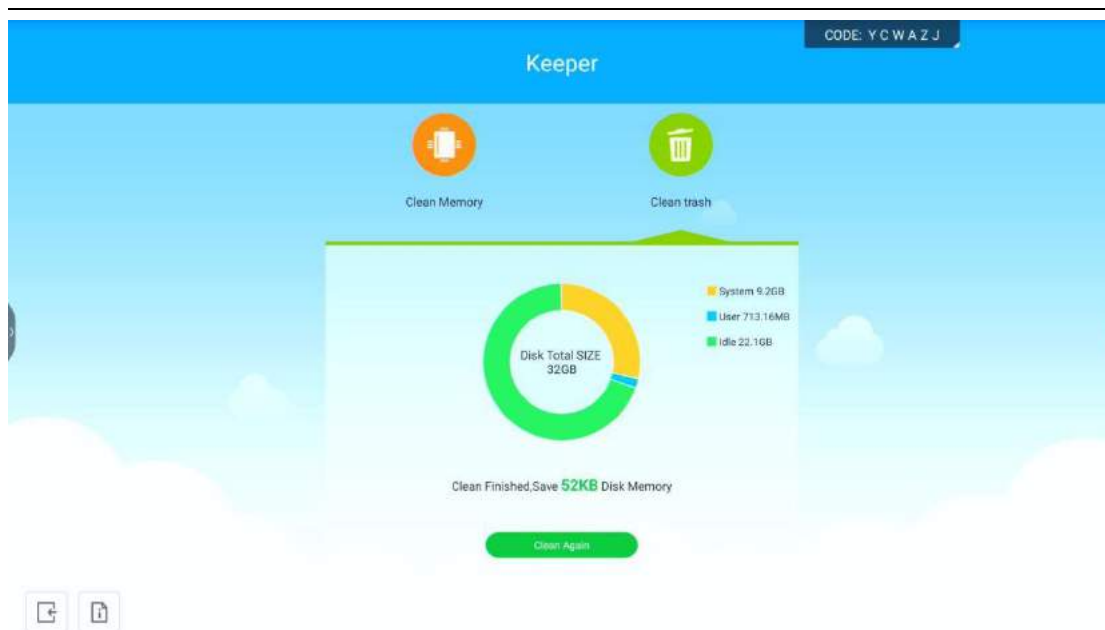 CODE: Y C W A Z J
Keeper
Clean Memory
Clean trash
System 9.2GB
User 713.16MB
Idle 22.1GB
Disk Total SIZE
32GB
Clean Finished,Save 52KB Disk Memory
Clean Again